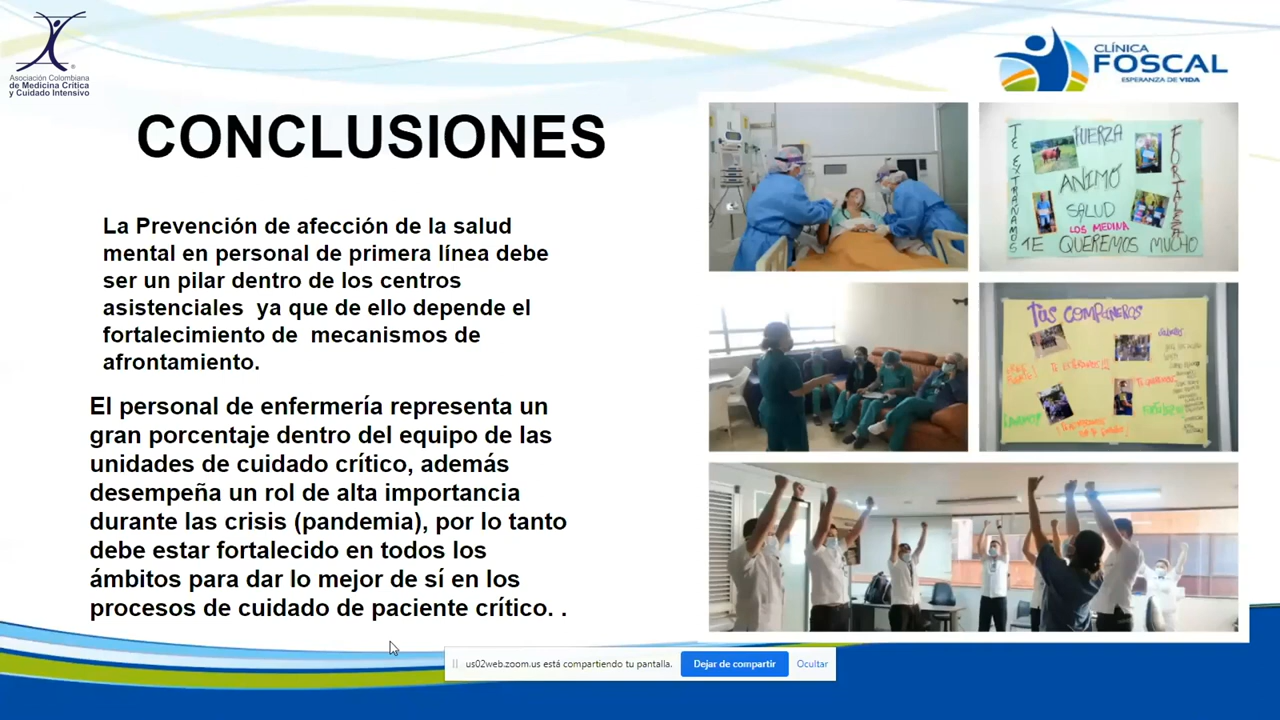 Asociación Colombiana
de Medicina Crítica
y Cuidado Intensivo
CLÍNICA
FOSCAL
ESPERANZA DE VIDA
CONCLUSIONES
La Prevención de afección de la salud
mental en personal de primera línea debe
ser un pilar dentro de los centros
asistenciales  ya que de ello depende el
fortalecimiento de  mecanismos de
afrontamiento.
El personal de enfermería representa un
gran porcentaje dentro del equipo de las
unidades de cuidado crítico, además
desempeña un rol de alta importancia
durante las crisis (pandemia), por lo tanto
debe estar fortalecido en todos los
ámbitos para dar lo mejor de sí en los
procesos de cuidado de paciente crítico. .
TE EXTRAÑAMOS
FUERZA
ANIMO
SALUD
LOS MEDINA
FORTALEZA
TE QUEREMOS MUCHO
Tus COMPAÑEROS
TE EXTRAÑAMOS
us02web.zoom.us está compartiendo tu pantalla.
Dejar de compartir
Ocultar